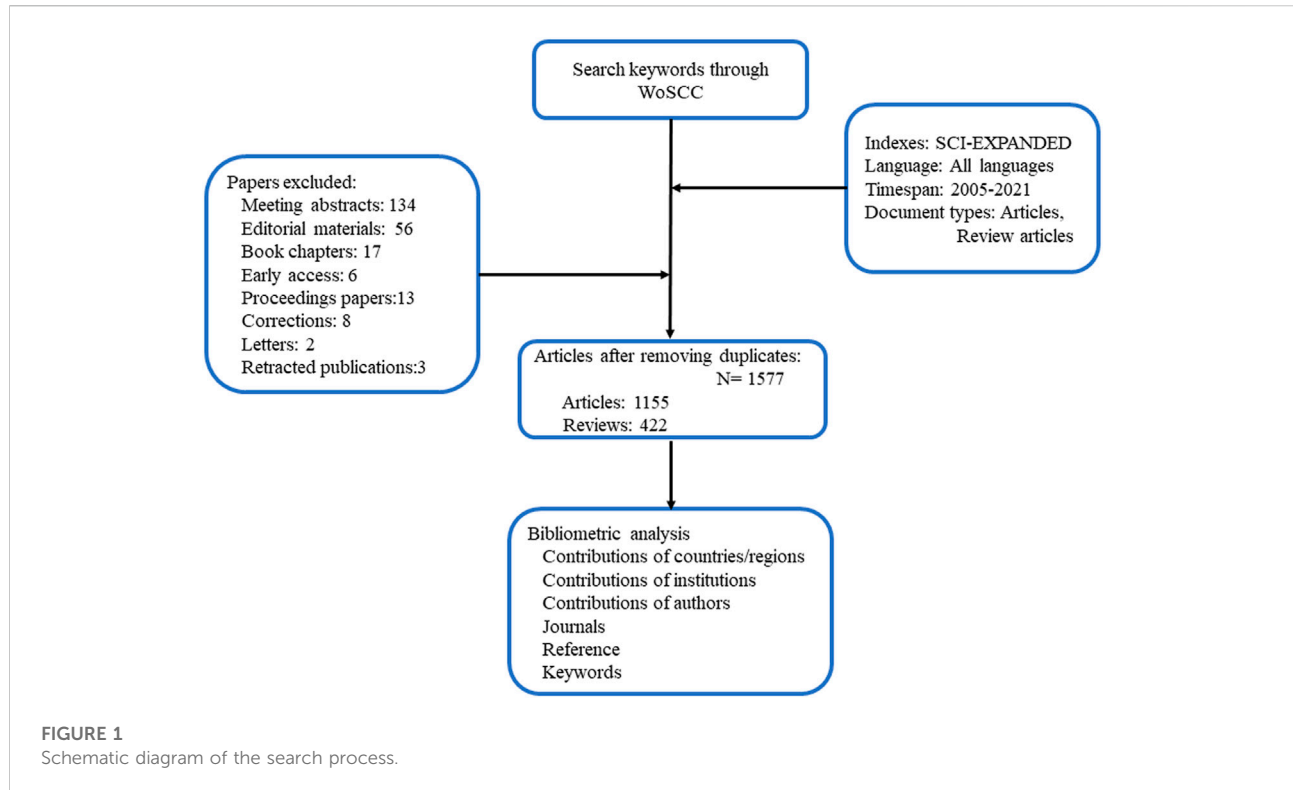 Search keywords through
WoSCC
Indexes: SCI-EXPANDED
Language: All languages
Timespan: 2005-2021
Document types: Articles,
Review articles
Papers excluded:
Meeting abstracts: 134
Editorial materials: 56
Book chapters: 17
Early access: 6
Proceedings papers:13
Corrections: 8
Letters: 2
Retracted publications:3
Articles after removing duplicates:
N= 1577
Articles: 1155
Reviews: 422
Bibliometric analysis
Contributions of countries/regions
Contributions of institutions
Contributions of authors
Journals
Reference
Keywords
FIGURE 1
Schematic diagram of the search process.